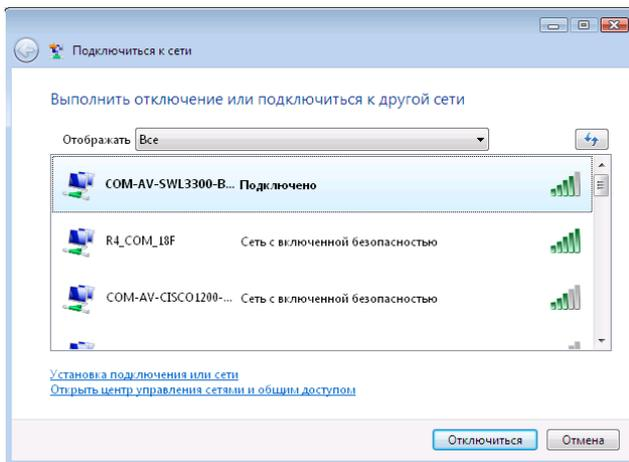 Подключиться к сети
Выполнить отключение или подключиться к другой сети
Отображать Все
COM-AV-SWL3300-B... Подключено
R4_COM_18F Сеть с включенной безопасностью
COM-AV-CISCO1200-... Сеть с включенной безопасностью
Установка подключения или сети
Открыть центр управления сетями и общим доступом
Отключиться Отмена